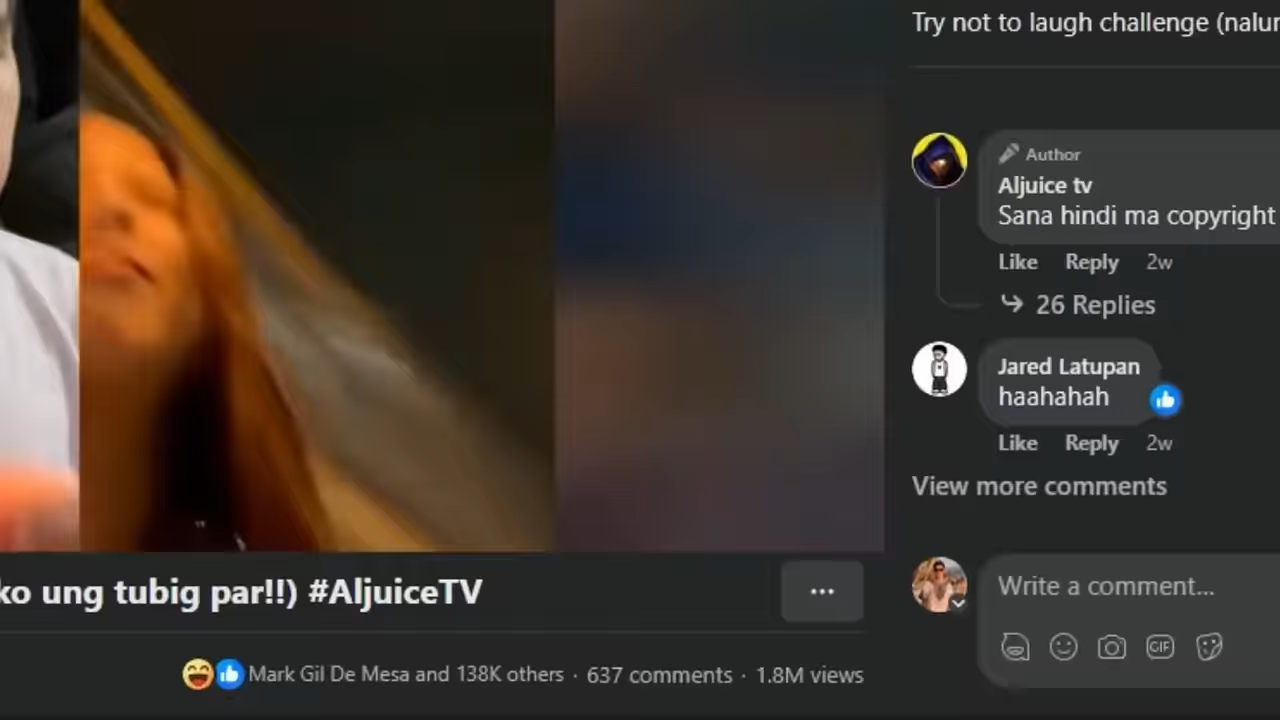 Try not to laugh challenge
Author
Aljuice tv
Sana hindi ma copyright
Like Reply 2w
26 Replies
Jared Latupan
haahahah
Like Reply 2w
View more comments
ko ung tubig par!!) #AljuiceTV
Write a comment...
GIF
Mark Gil De Mesa and 138K others · 637 comments · 1.8M views